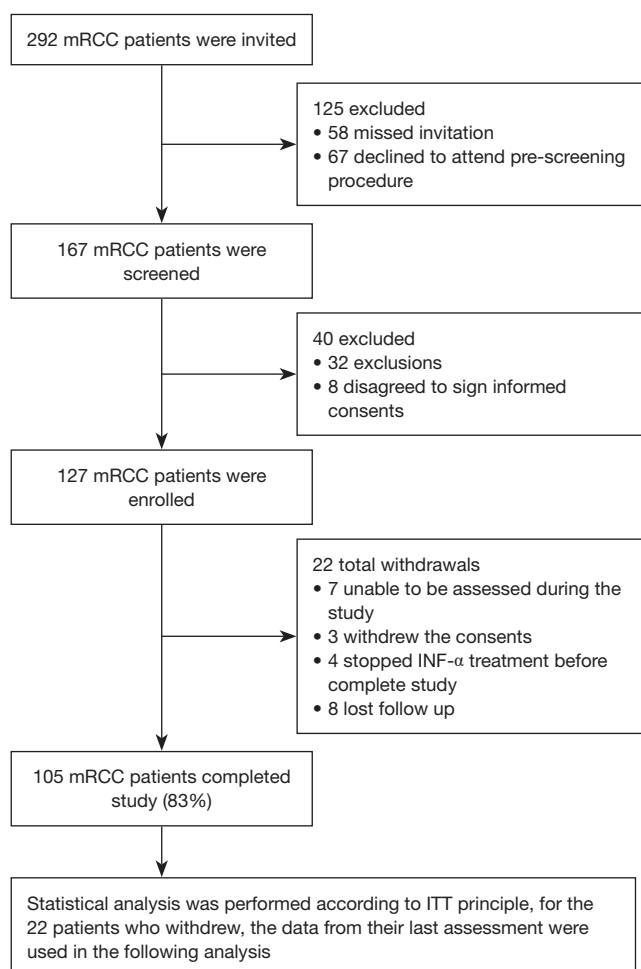 292 mRCC patients were invited
125 excluded
• 58 missed invitation
• 67 declined to attend pre-screening
procedure
167 mRCC patients were
screened
40 excluded
• 32 exclusions
• 8 disagreed to sign informed
consents
127 mRCC patients were
enrolled
22 total withdrawals
• 7 unable to be assessed during the
study
• 3 withdrew the consents
• 4 stopped INF-α treatment before
complete study
• 8 lost follow up
105 mRCC patients completed
study (83%)
Statistical analysis was performed according to ITT principle, for the
22 patients who withdrew, the data from their last assessment were
used in the following analysis